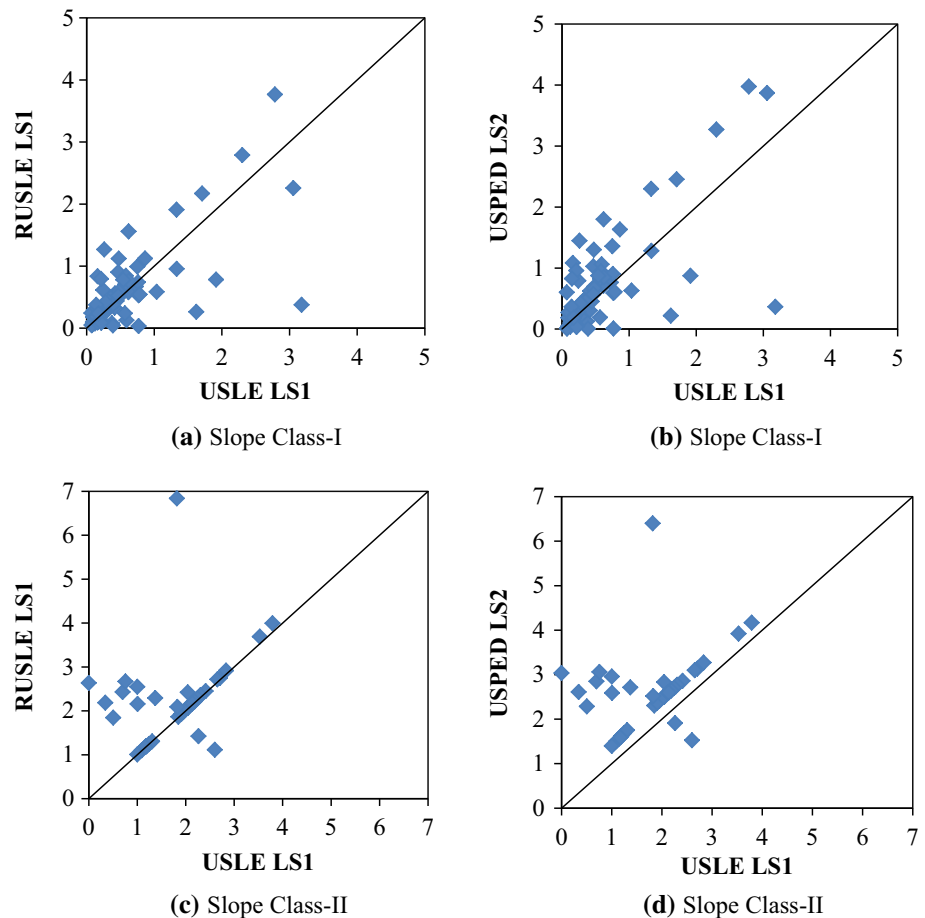 5
4
3
2
1
0
RUSLE LS1
0 1 2 3 4 5
USLE LS1
(a) Slope Class-I
5
4
3
2
1
0
USPED LS2
0 1 2 3 4 5
USLE LS1
(b) Slope Class-I
7
6
5
4
3
2
1
0
RUSLE LS1
0 1 2 3 4 5 6 7
USLE LS1
(c) Slope Class-II
7
6
5
4
3
2
1
0
USPED LS2
0 1 2 3 4 5 6 7
USLE LS1
(d) Slope Class-II